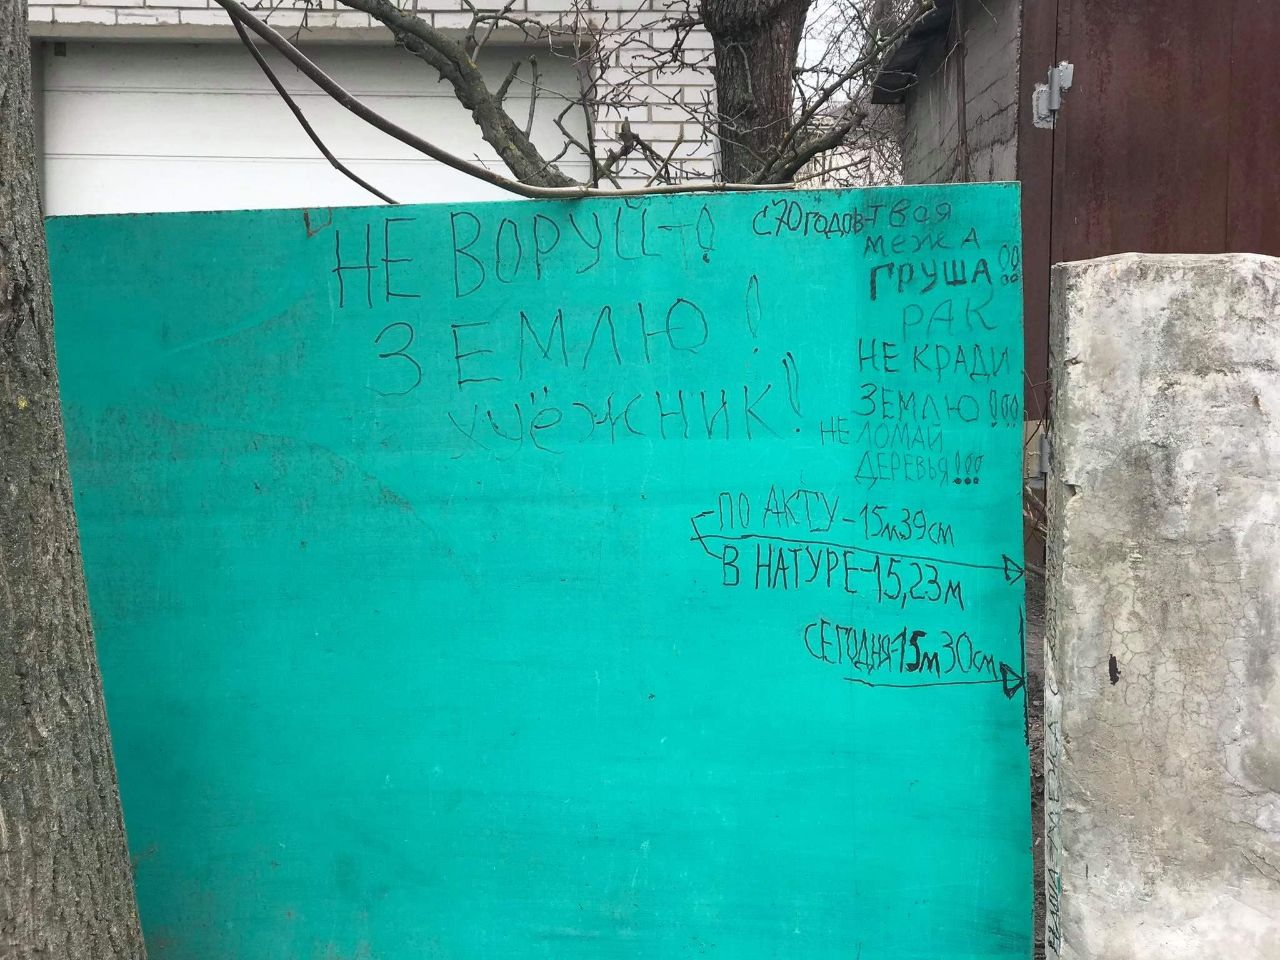 НЕ ВОРУЙ-ТО!
ЗЕМЛЮ!
ХУЁЖНИК!
С 70 ГОДОВ-ТВОЯ
МЕЖА
ГРУША!!
РАК
НЕ КРАДИ
ЗЕМЛЮ!!!
НЕ ЛОМАЙ
ДЕРЕВЬЯ!!!
ПО АКТУ-15м39см
В НАТУРЕ-15,23м
СЕГОДНЯ-15м30см